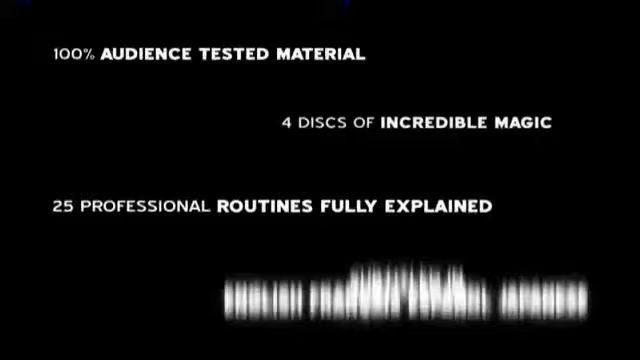 100% AUDIENCE TESTED MATERIAL
4 DISCS OF INCREDIBLE MAGIC
25 PROFESSIONAL ROUTINES FULLY EXPLAINED